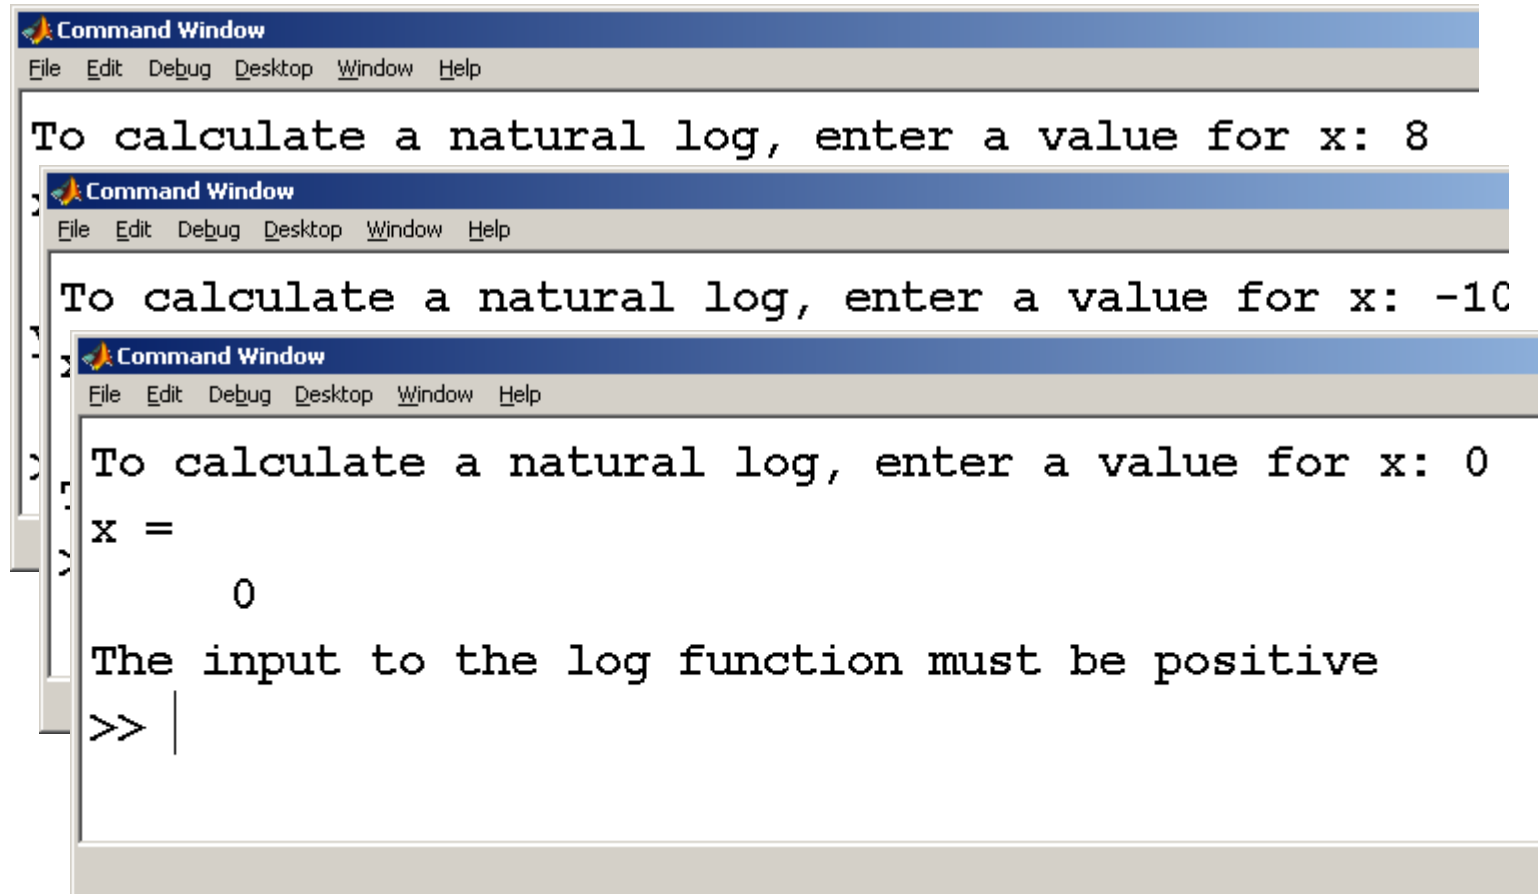 Command Window
File Edit Debug Desktop Window Help
To calculate a natural log, enter a value for x: 8
Command Window
File Edit Debug Desktop Window Help
To calculate a natural log, enter a value for x: -10
Command Window
File Edit Debug Desktop Window Help
To calculate a natural log, enter a value for x: 0
x =
0
The input to the log function must be positive
>>